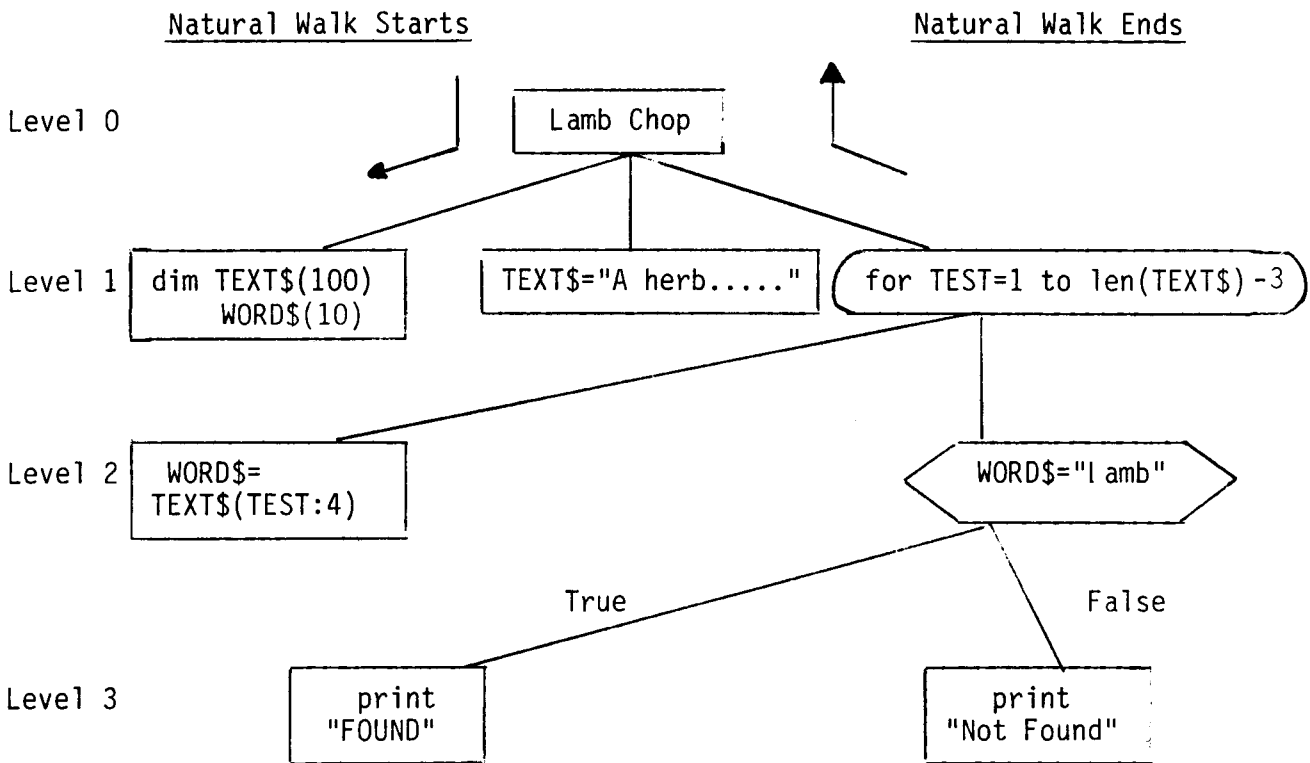 Natural Walk Starts
Natural Walk Ends
Level 0
Lamb Chop
Level 1
dim TEXT$(100)
WORD$(10)
TEXT$="A herb....."
for TEST=1 to len(TEXT$)-3
Level 2
WORD$=
TEXT$(TEST:4)
WORD$="lamb"
True
False
Level 3
print
"FOUND"
print
"Not Found"